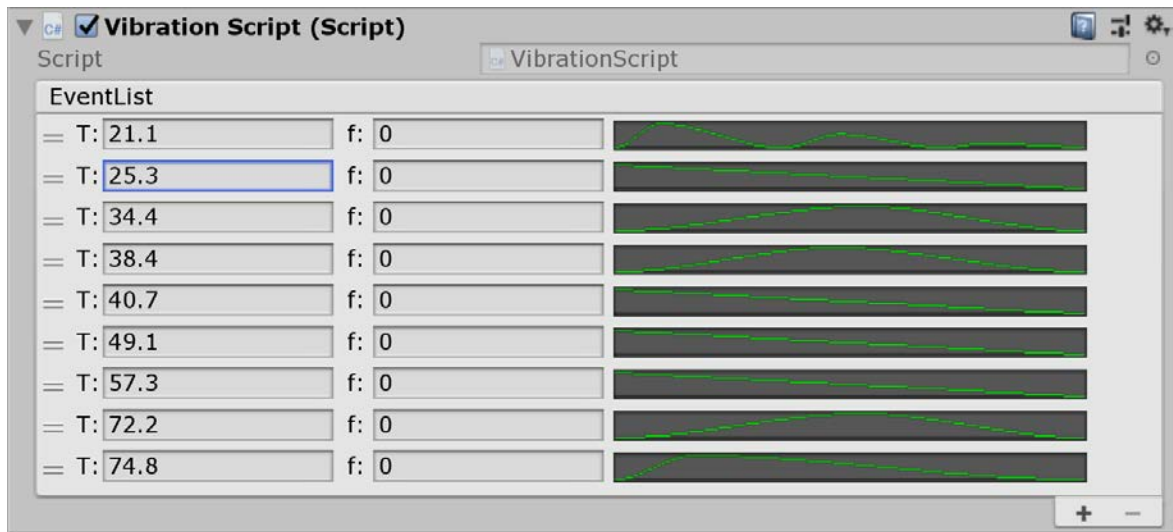 C# Vibration Script (Script)
Script C# VibrationScript
EventList
= T: 21.1 f: 0
= T: 25.3 f: 0
= T: 34.4 f: 0
= T: 38.4 f: 0
= T: 40.7 f: 0
= T: 49.1 f: 0
= T: 57.3 f: 0
= T: 72.2 f: 0
= T: 74.8 f: 0
+ −